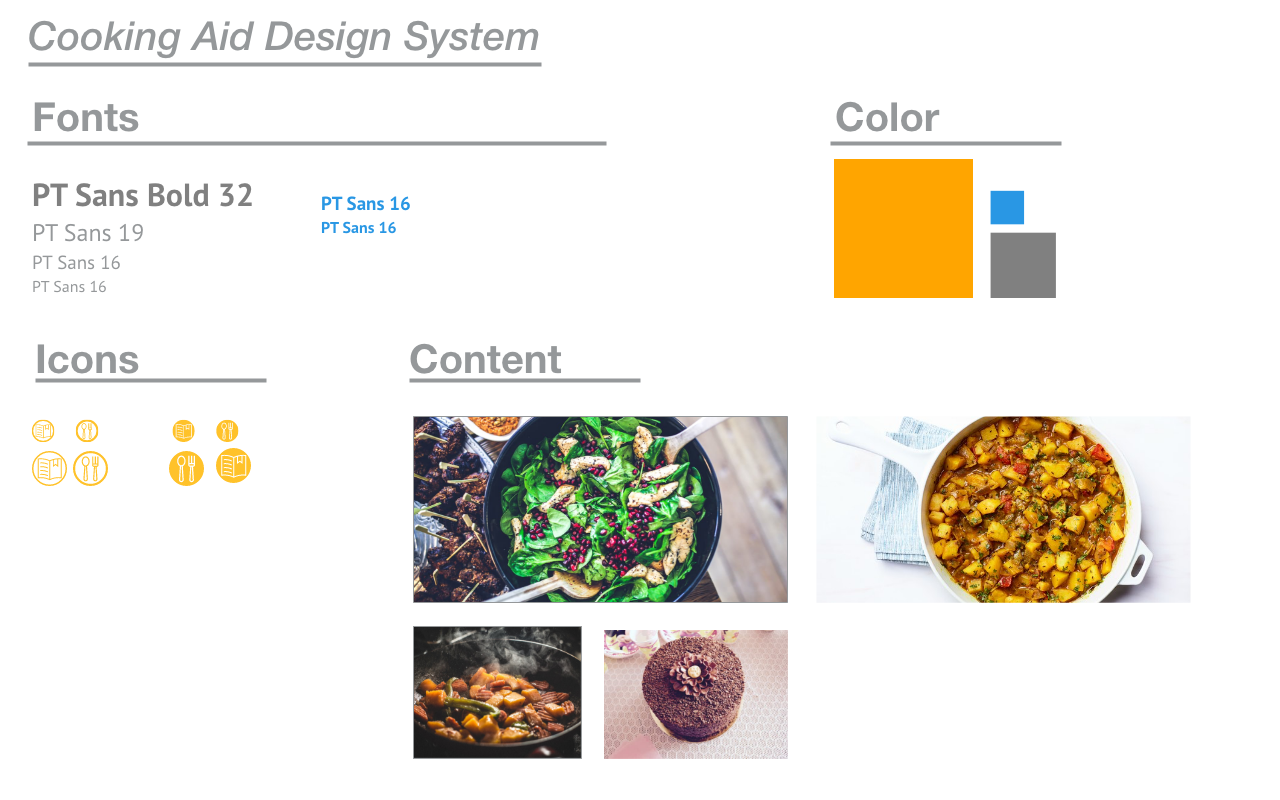 Cooking Aid Design System
Fonts
PT Sans Bold 32
PT Sans 19
PT Sans 16
PT Sans 16
PT Sans 16
PT Sans 16
Color
Icons
Content